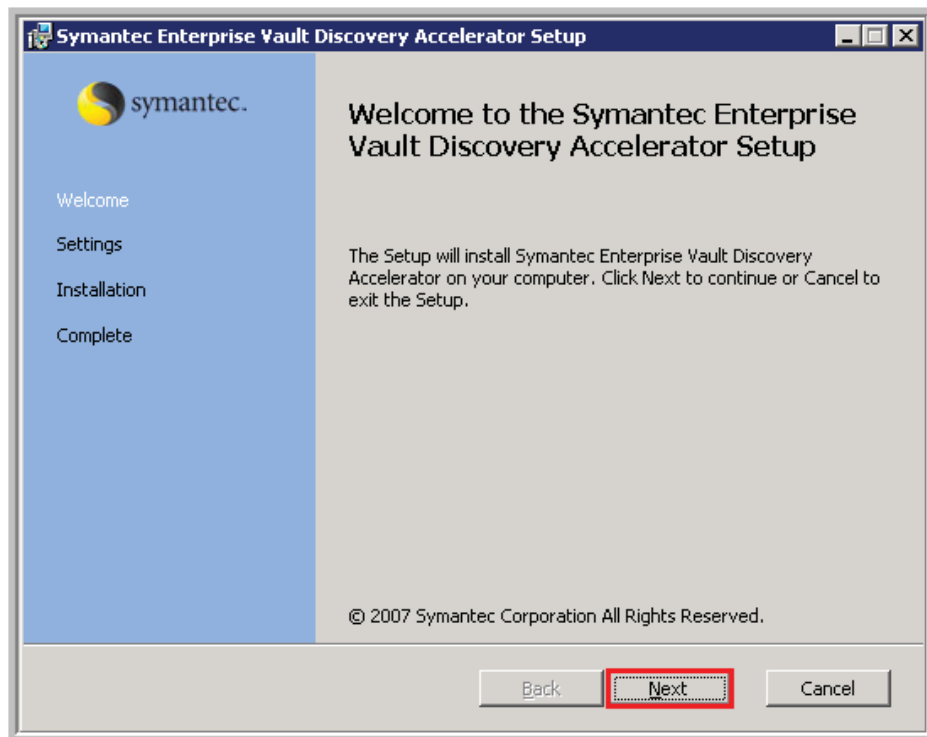 Symantec Enterprise Vault Discovery Accelerator Setup
symantec.
Welcome
Settings
Installation
Complete
Welcome to the Symantec Enterprise
Vault Discovery Accelerator Setup
The Setup will install Symantec Enterprise Vault Discovery
Accelerator on your computer. Click Next to continue or Cancel to
exit the Setup.
© 2007 Symantec Corporation All Rights Reserved.
Back
Next
Cancel